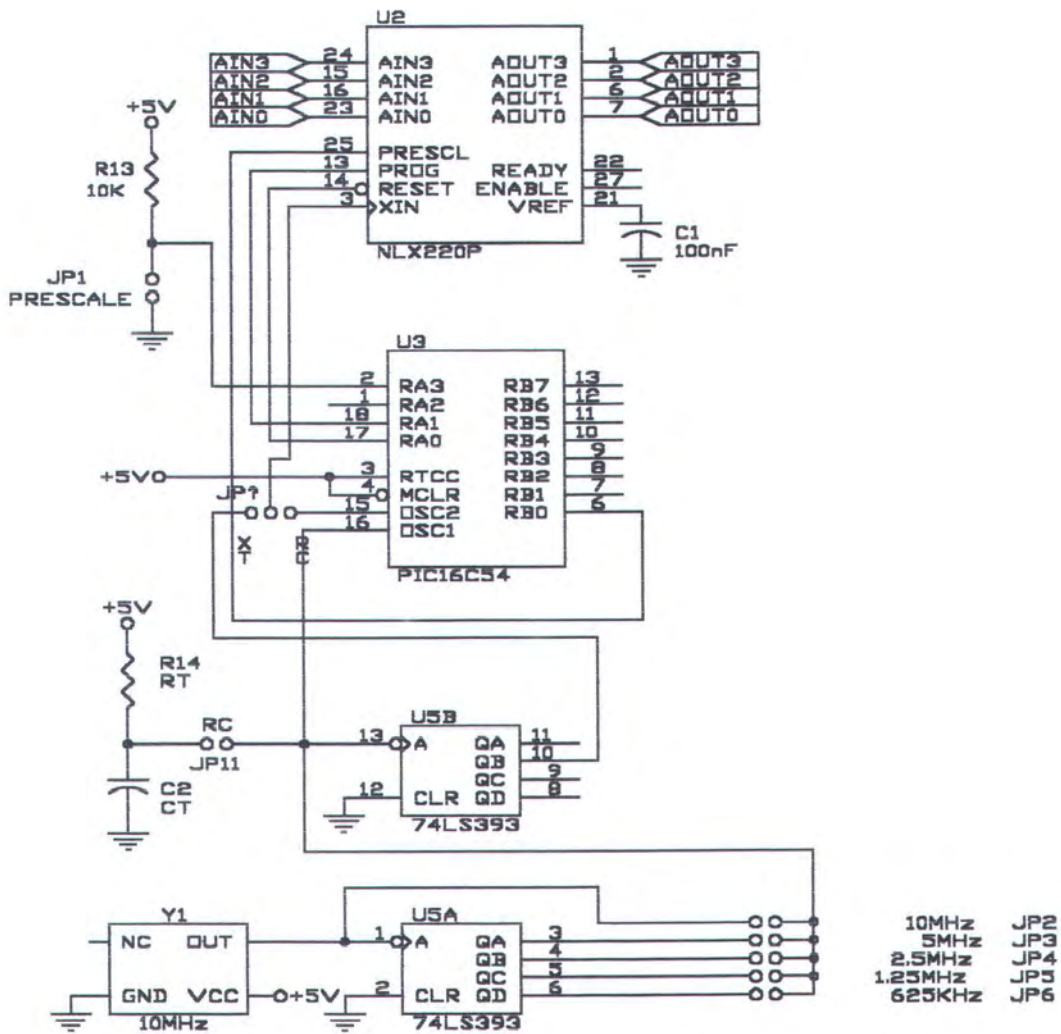 U2
AIN3 24 AIN3 AOUT3 1 AOUT3
AIN2 15 AIN2 AOUT2 2 AOUT2
AIN1 16 AIN1 AOUT1 6 AOUT1
AIN0 23 AIN0 AOUT0 7 AOUT0
+5V
R13
10K
25 PRESCL
13 PROG READY 22
14 RESET ENABLE 27
3 XIN VREF 21
NLX220P
C1
100nF
JP1
PRESCALE
U3
2 RA3 RB7 13
1 RA2 RB6 12
18 RA1 RB5 11
17 RA0 RB4 10
RB3 9
+5V 3 RTCC RB2 8
4 MCLR RB1 7
JP? 15 OSC2 RB0 6
16 OSC1
XT
RC
PIC16C54
+5V
R14
RT
RC
JP11
C2
CT
U5B
13 A QA 11
QB 10
QC 9
12 CLR QD 8
74LS393
Y1
NC OUT
GND VCC +5V
10MHz
U5A
1 A QA 3
QB 4
QC 5
2 CLR QD 6
74LS393
10MHz JP2
5MHz JP3
2.5MHz JP4
1.25MHz JP5
625KHz JP6